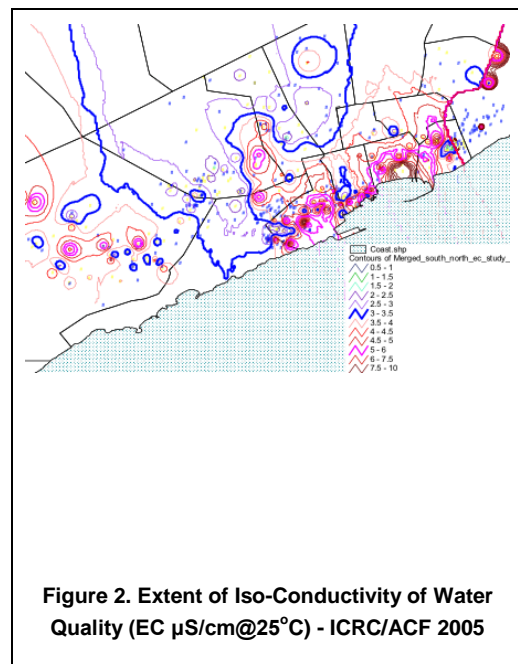 Coast.shp
Contours of Merged_south_north_ec_study_
0.5 - 1
1 - 1.5
1.5 - 2
2 - 2.5
2.5 - 3
3 - 3.5
3.5 - 4
4 - 4.5
4.5 - 5
5 - 6
6 - 7.5
7.5 - 10
Figure 2. Extent of Iso-Conductivity of Water
Quality (EC µS/cm@25°C) - ICRC/ACF 2005